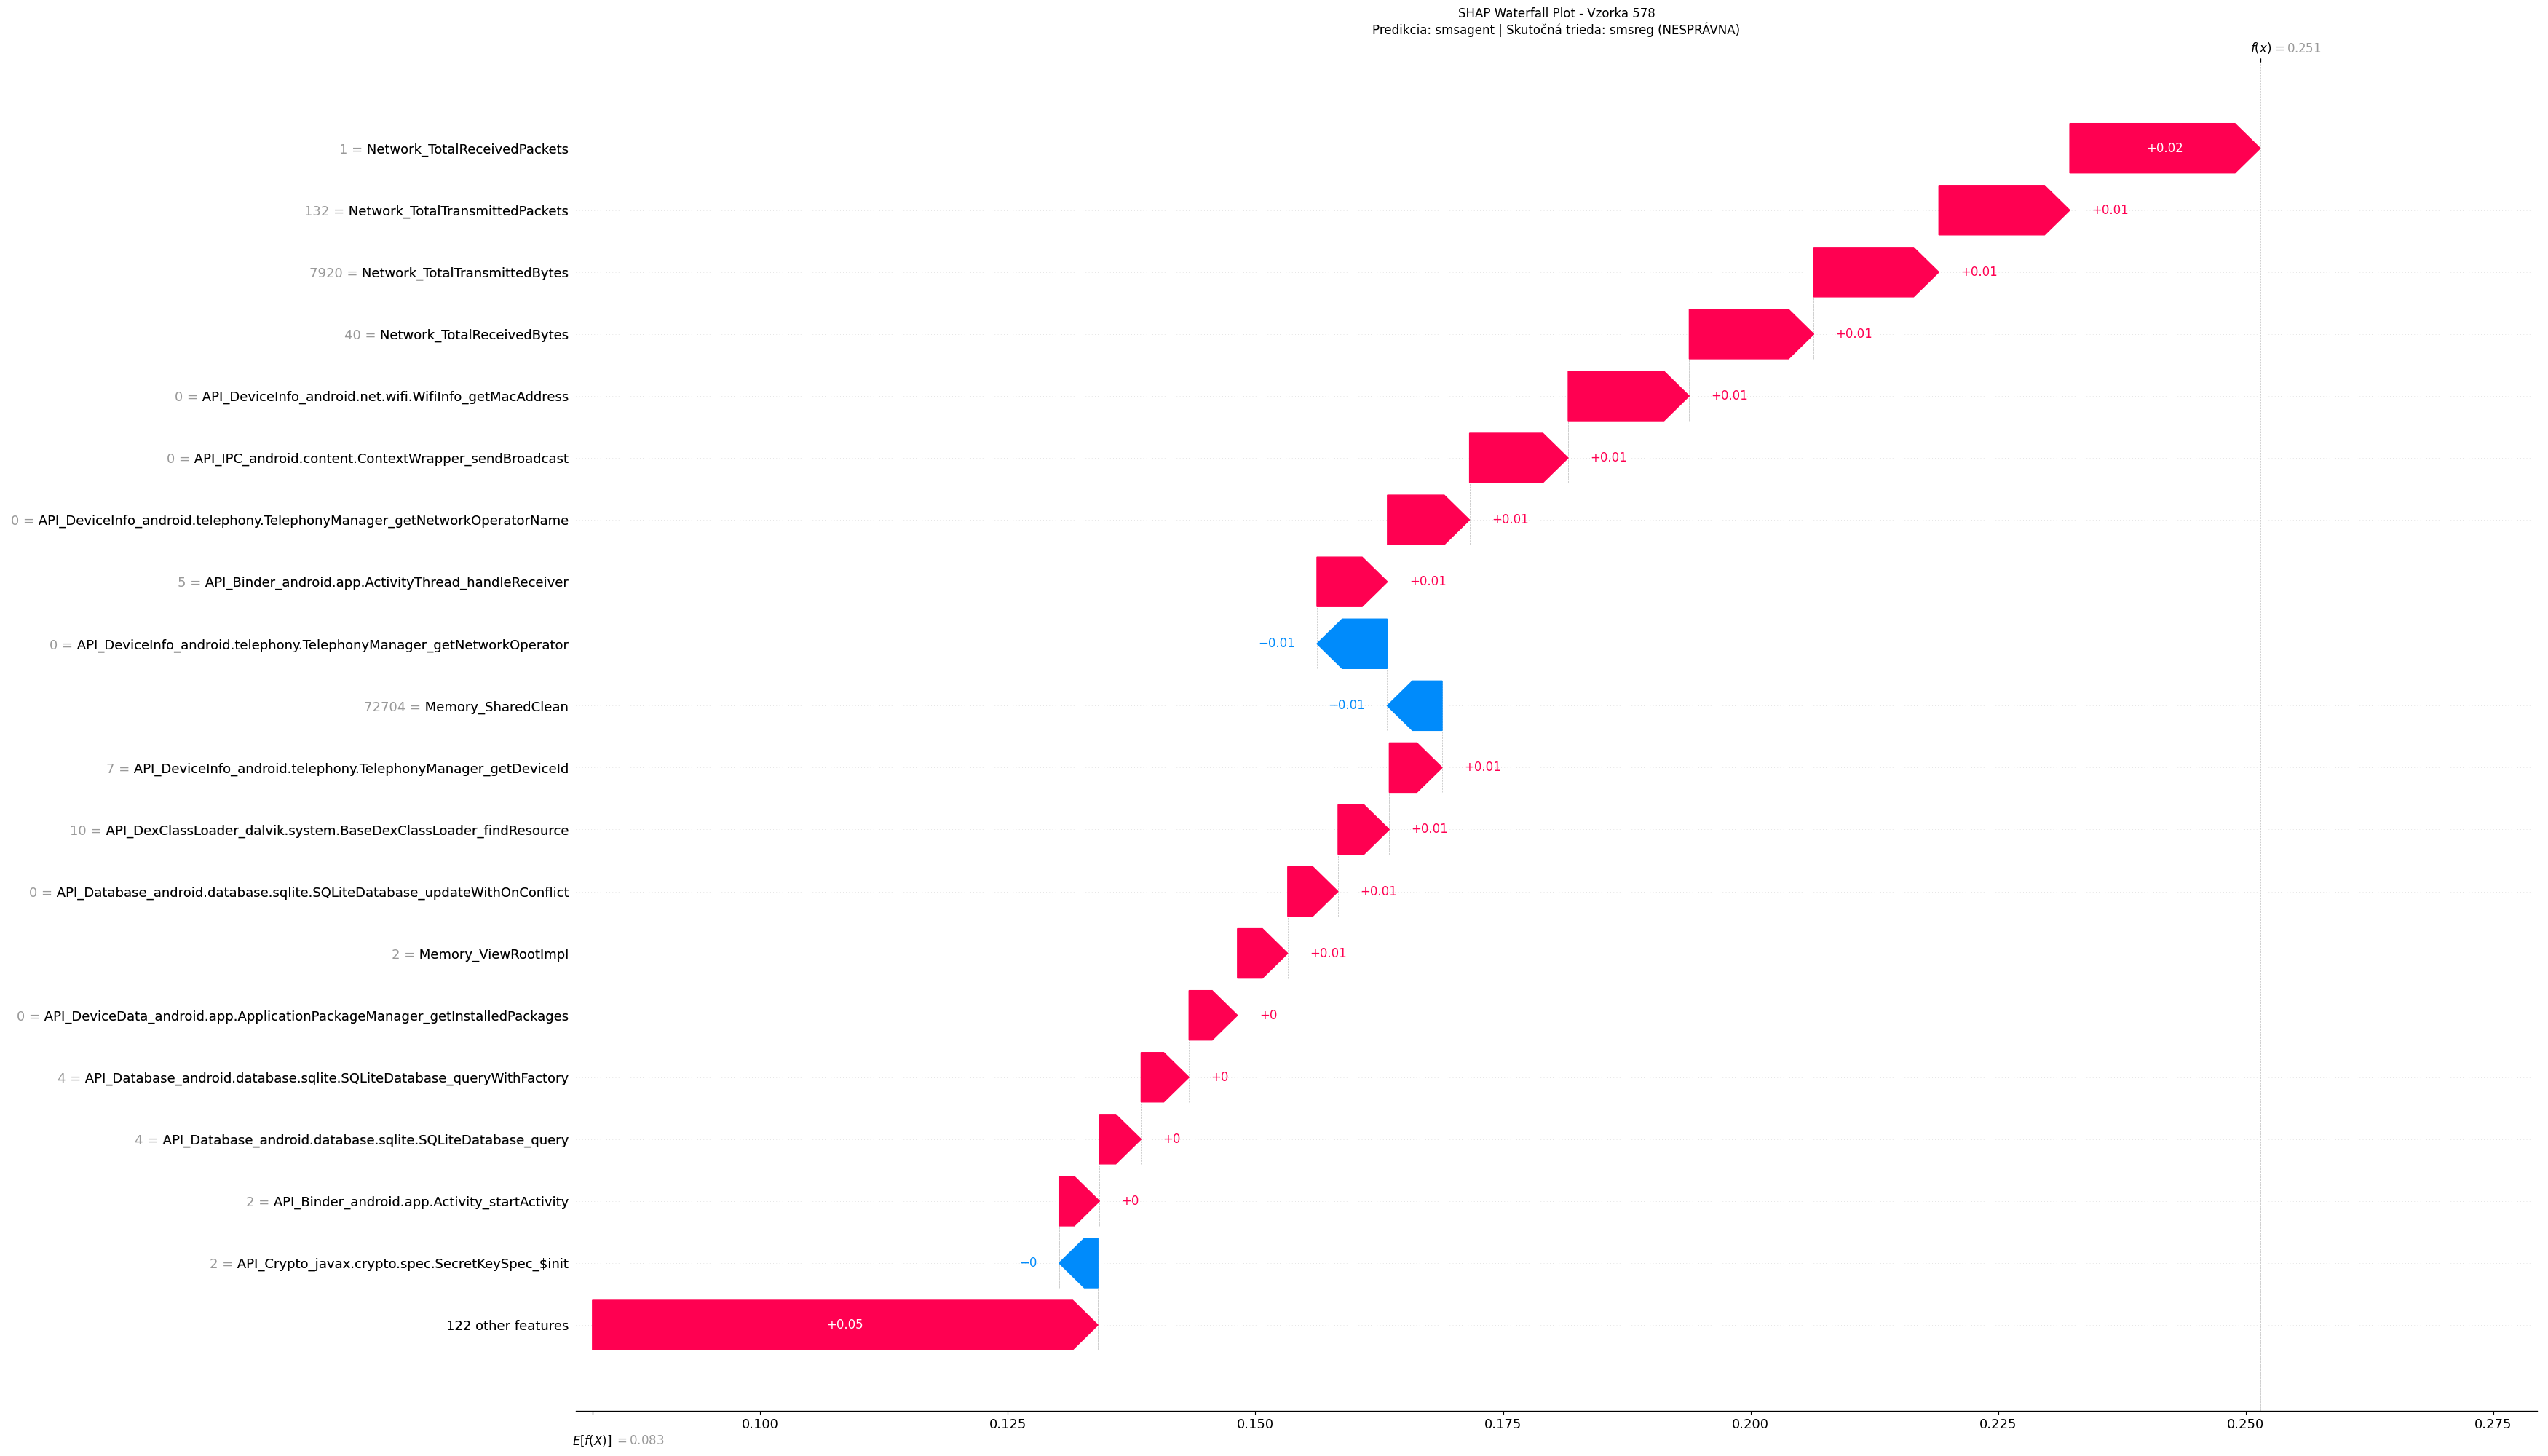 SHAP Waterfall Plot - Vzorka 578
Predikcia: smsagent | Skutočná trieda: smsreg (NESPRÁVNA)
f(x) = 0.251
1 = Network_TotalReceivedPackets
+0.02
132 = Network_TotalTransmittedPackets
+0.01
7920 = Network_TotalTransmittedBytes
+0.01
40 = Network_TotalReceivedBytes
+0.01
0 = API_DeviceInfo_android.net.wifi.WifiInfo_getMacAddress
+0.01
0 = API_IPC_android.content.ContextWrapper_sendBroadcast
+0.01
0 = API_DeviceInfo_android.telephony.TelephonyManager_getNetworkOperatorName
+0.01
5 = API_Binder_android.app.ActivityThread_handleReceiver
+0.01
0 = API_DeviceInfo_android.telephony.TelephonyManager_getNetworkOperator
−0.01
72704 = Memory_SharedClean
−0.01
7 = API_DeviceInfo_android.telephony.TelephonyManager_getDeviceId
+0.01
10 = API_DexClassLoader_dalvik.system.BaseDexClassLoader_findResource
+0.01
0 = API_Database_android.database.sqlite.SQLiteDatabase_updateWithOnConflict
+0.01
2 = Memory_ViewRootImpl
+0.01
0 = API_DeviceData_android.app.ApplicationPackageManager_getInstalledPackages
+0
4 = API_Database_android.database.sqlite.SQLiteDatabase_queryWithFactory
+0
4 = API_Database_android.database.sqlite.SQLiteDatabase_query
+0
2 = API_Binder_android.app.Activity_startActivity
+0
2 = API_Crypto_javax.crypto.spec.SecretKeySpec_$init
−0
122 other features
+0.05
0.100 0.125 0.150 0.175 0.200 0.225 0.250 0.275
E[f(X)] = 0.083